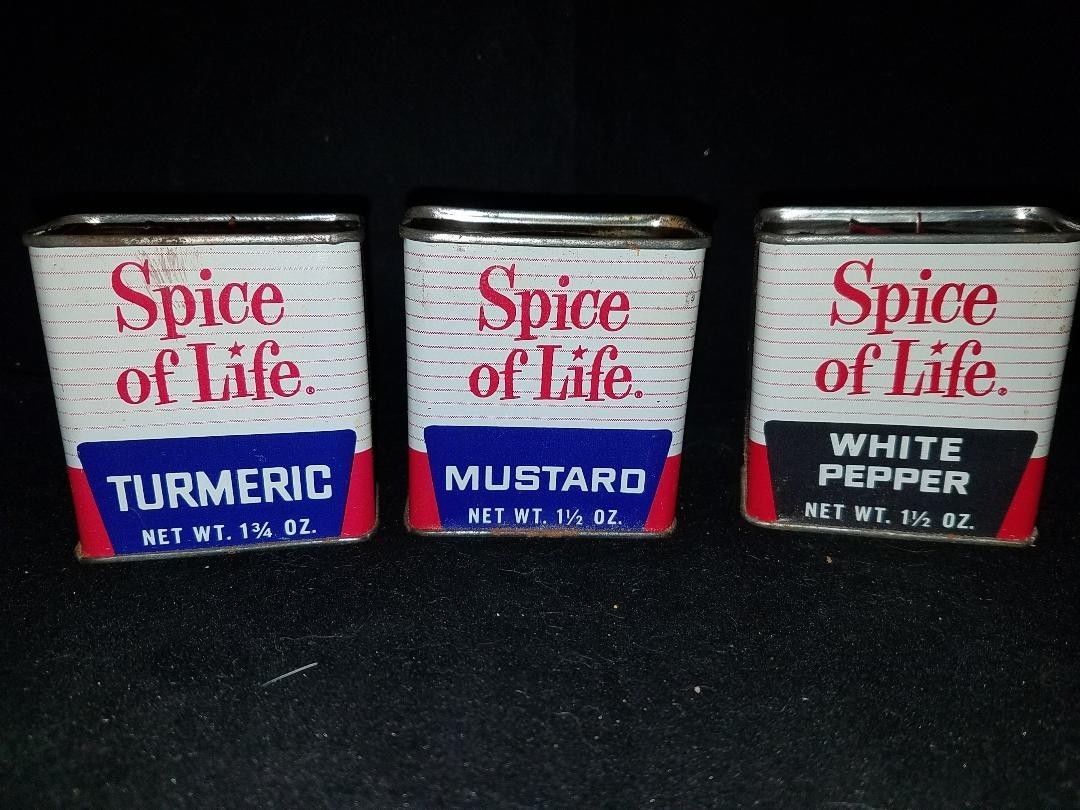 Spice
of Life®
TURMERIC
NET WT. 1¾ OZ.
Spice
of Life®
MUSTARD
NET WT. 1½ OZ.
Spice
of Life®
WHITE
PEPPER
NET WT. 1½ OZ.